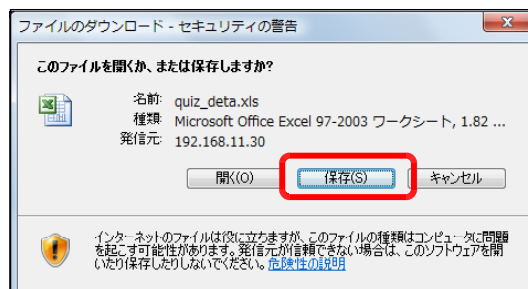 ファイルのダウンロード - セキュリティの警告
このファイルを開くか、または保存しますか?
名前: quiz_deta.xls
種類: Microsoft Office Excel 97-2003 ワークシート, 1.82 ...
発信元: 192.168.11.30
開く(O) 保存(S) キャンセル
インターネットのファイルは役に立ちますが、このファイルの種類はコンピュータに問題
を起こす可能性があります。発信元が信頼できない場合は、このソフトウェアを開
いたり保存したりしないでください。危険性の説明